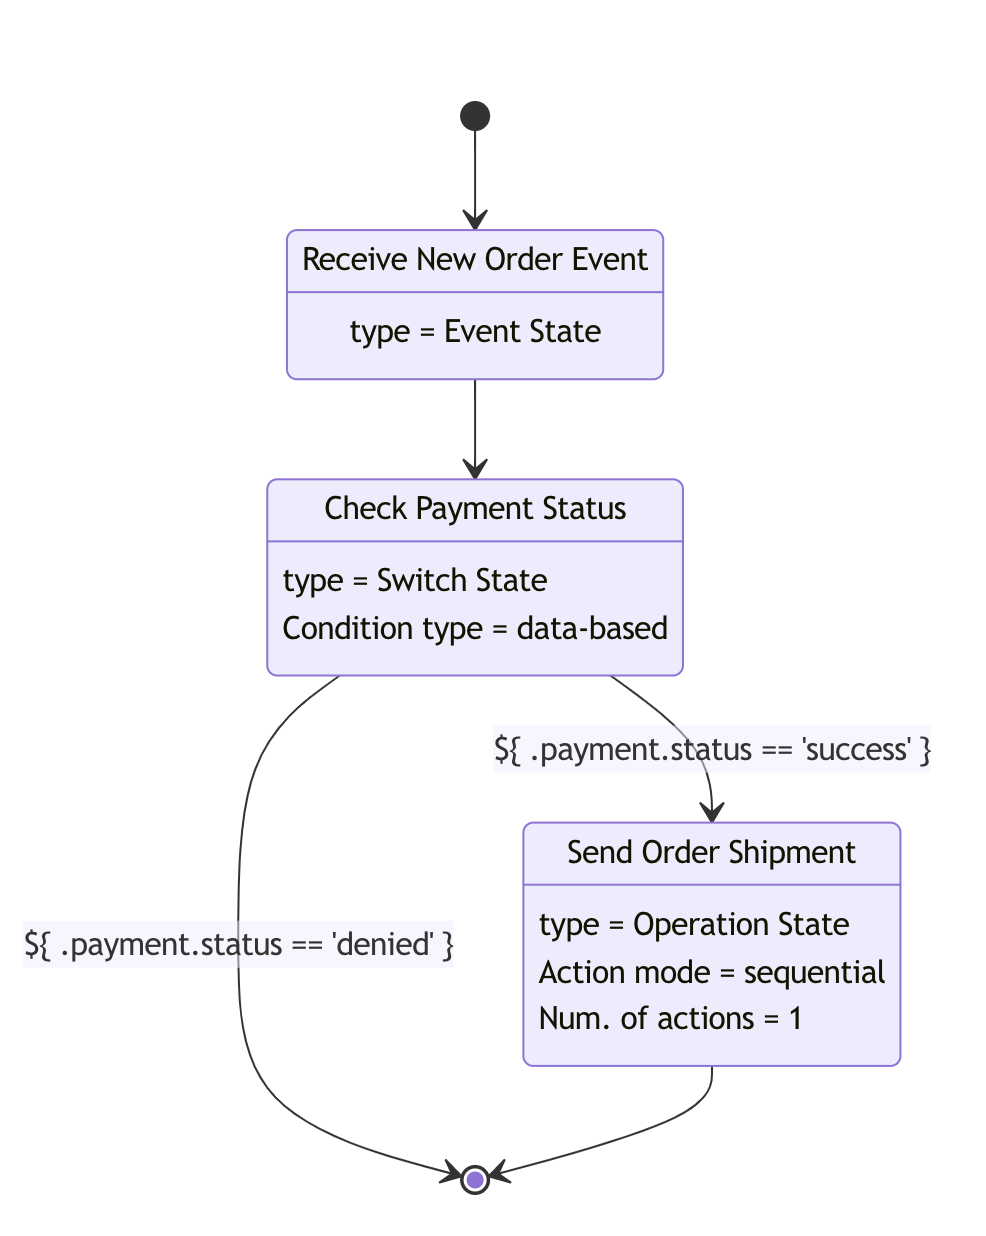 Receive New Order Event
type = Event State
Check Payment Status
type = Switch State
Condition type = data-based
${ .payment.status == 'success' }
Send Order Shipment
type = Operation State
Action mode = sequential
Num. of actions = 1
${ .payment.status == 'denied' }